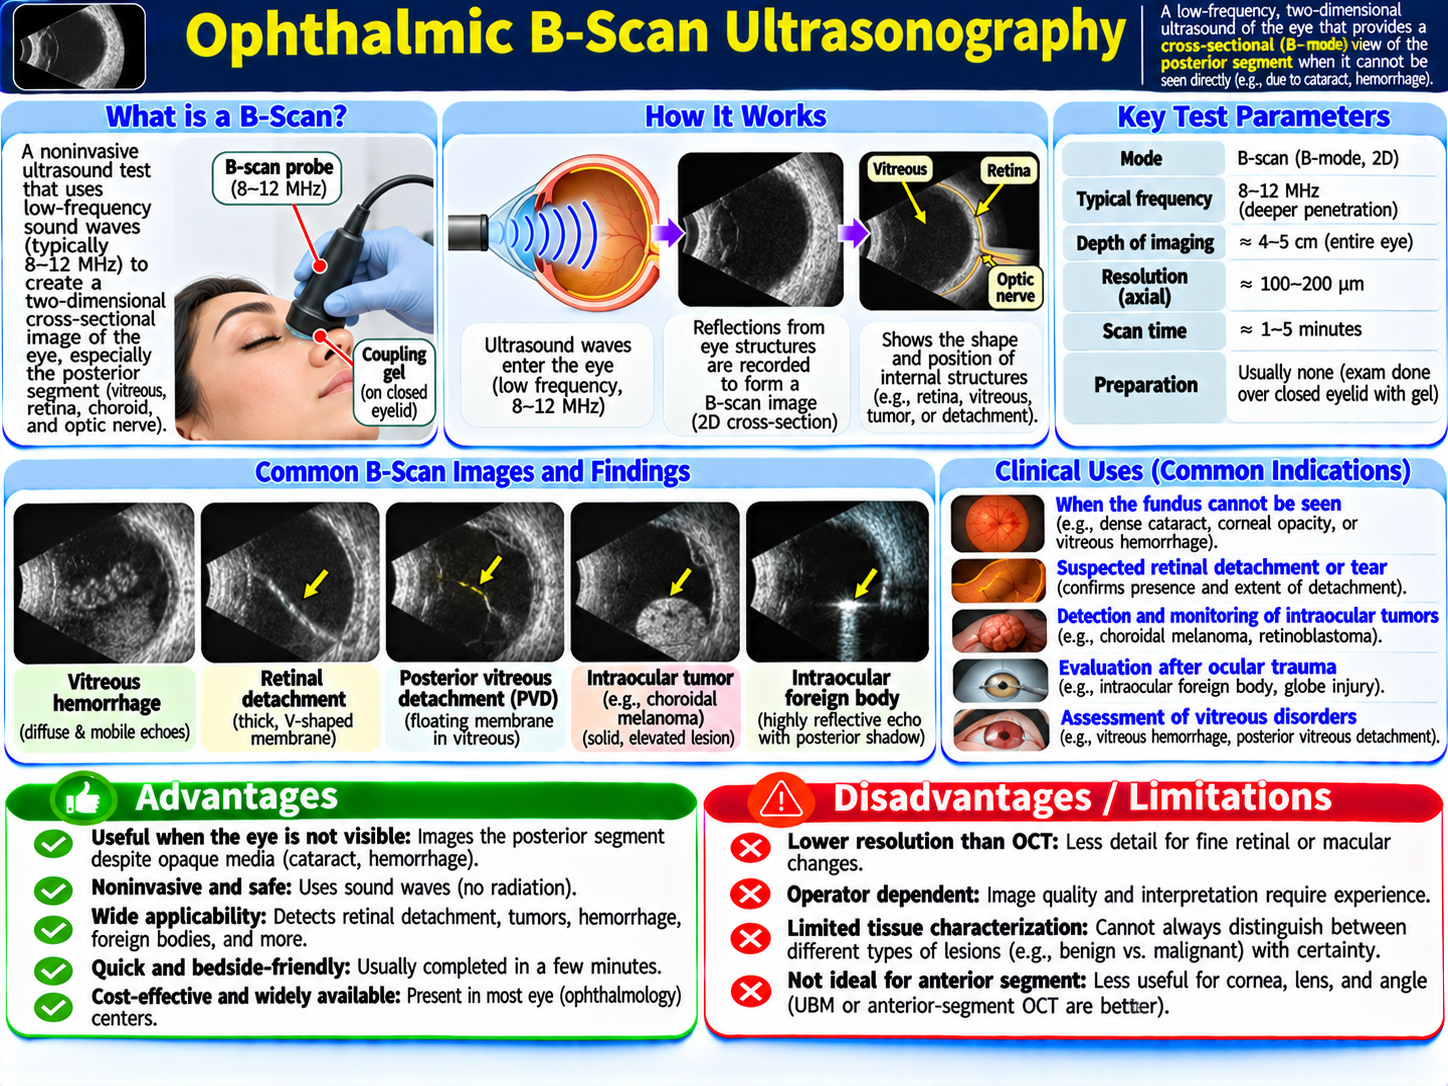 Ophthalmic B-Scan Ultrasonography
A low-frequency, two-dimensional
ultrasound of the eye that provides a
cross-sectional (B-mode) view of the
posterior segment when it cannot be
seen directly (e.g., due to cataract, hemorrhage).
What is a B-Scan?
A noninvasive
ultrasound test
that uses
low-frequency
sound waves
(typically
8–12 MHz) to
create a
two-dimensional
cross-sectional
image of the
eye, especially
the posterior
segment (vitreous,
retina, choroid,
and optic nerve).
B-scan probe
(8–12 MHz)
Coupling
gel
(on closed
eyelid)
How It Works
Vitreous
Retina
Optic
nerve
Ultrasound waves
enter the eye
(low frequency,
8–12 MHz)
Reflections from
eye structures
are recorded
to form a
B-scan image
(2D cross-section)
Shows the shape
and position of
internal structures
(e.g., retina, vitreous,
tumor, or detachment).
Key Test Parameters
Mode
B-scan (B-mode, 2D)
Typical frequency
8–12 MHz
(deeper penetration)
Depth of imaging
≈ 4–5 cm (entire eye)
Resolution
(axial)
≈ 100–200 µm
Scan time
≈ 1–5 minutes
Preparation
Usually none (exam done
over closed eyelid with gel)
Common B-Scan Images and Findings
Vitreous
hemorrhage
(diffuse & mobile echoes)
Retinal
detachment
(thick, V-shaped
membrane)
Posterior vitreous
detachment (PVD)
(floating membrane
in vitreous)
Intraocular tumor
(e.g., choroidal
melanoma)
(solid, elevated lesion)
Intraocular
foreign body
(highly reflective echo
with posterior shadow)
Clinical Uses (Common Indications)
When the fundus cannot be seen
(e.g., dense cataract, corneal opacity, or
vitreous hemorrhage).
Suspected retinal detachment or tear
(confirms presence and extent of detachment).
Detection and monitoring of intraocular tumors
(e.g., choroidal melanoma, retinoblastoma).
Evaluation after ocular trauma
(e.g., intraocular foreign body, globe injury).
Assessment of vitreous disorders
(e.g., vitreous hemorrhage, posterior vitreous detachment).
Advantages
Useful when the eye is not visible: Images the posterior segment
despite opaque media (cataract, hemorrhage).
Noninvasive and safe: Uses sound waves (no radiation).
Wide applicability: Detects retinal detachment, tumors, hemorrhage,
foreign bodies, and more.
Quick and bedside-friendly: Usually completed in a few minutes.
Cost-effective and widely available: Present in most eye (ophthalmology)
centers.
Disadvantages / Limitations
Lower resolution than OCT: Less detail for fine retinal or macular
changes.
Operator dependent: Image quality and interpretation require experience.
Limited tissue characterization: Cannot always distinguish between
different types of lesions (e.g., benign vs. malignant) with certainty.
Not ideal for anterior segment: Less useful for cornea, lens, and angle
(UBM or anterior-segment OCT are better).